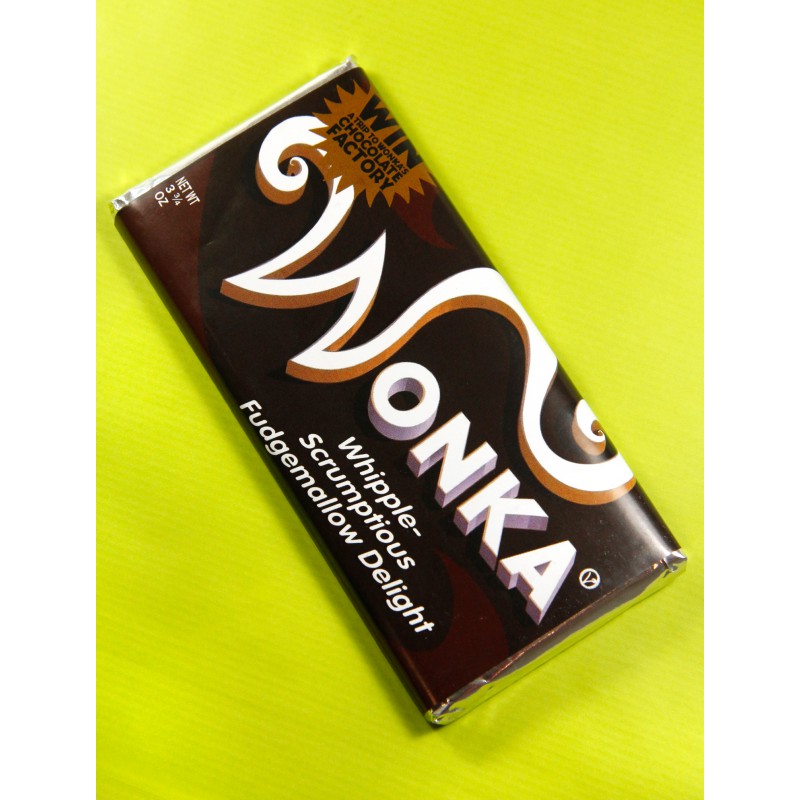 WIN
A TRIP TO WONKA'S
CHOCOLATE
FACTORY
NET WT
3 3/4
OZ
WONKA
Whipple-
Scrumptious
Fudgemallow Delight